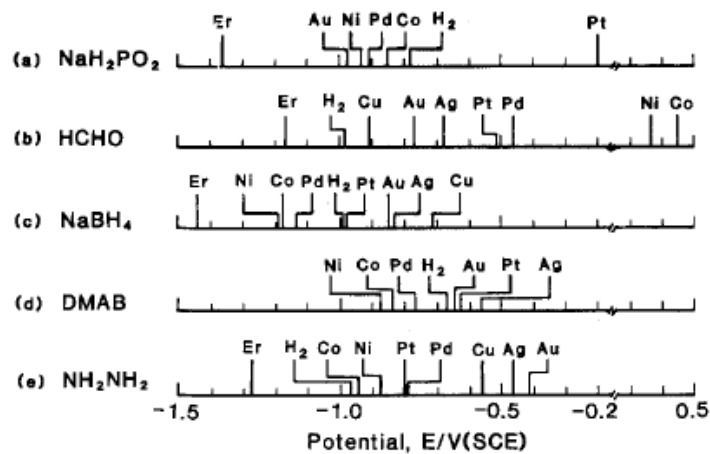 Er Au Ni Pd Co H₂ Pt
(a) NaH₂PO₂
Er H₂ Cu Au Ag Pt Pd Ni Co
(b) HCHO
Er Ni Co Pd H₂ Pt Au Ag Cu
(c) NaBH₄
Ni Co Pd H₂ Au Pt Ag
(d) DMAB
Er H₂ Co Ni Pt Pd Cu Ag Au
(e) NH₂NH₂
-1.5 -1.0 -0.5 -0.2 0.5
Potential, E/V(SCE)